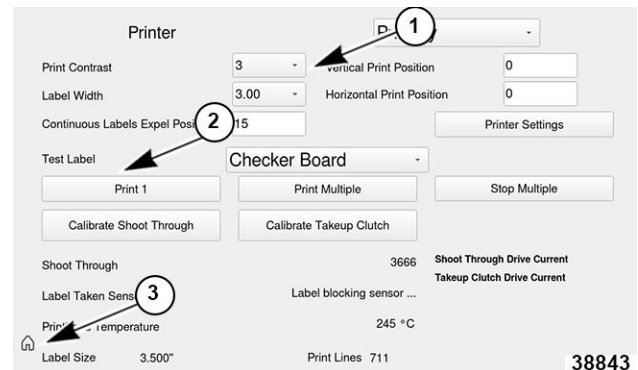 Printer
1
Print Contrast 3 Vertical Print Position 0
Label Width 3.00 Horizontal Print Position 0
Continuous Labels Expel 15
2
Printer Settings
Test Label Checker Board
Print 1 Print Multiple Stop Multiple
Calibrate Shoot Through Calibrate Takeup Clutch
Shoot Through 3666 Shoot Through Drive Current
Takeup Clutch Drive Current
Label Taken Label blocking sensor ...
3
Temperature 245 °C
Label Size 3.500" Print Lines 711
38843